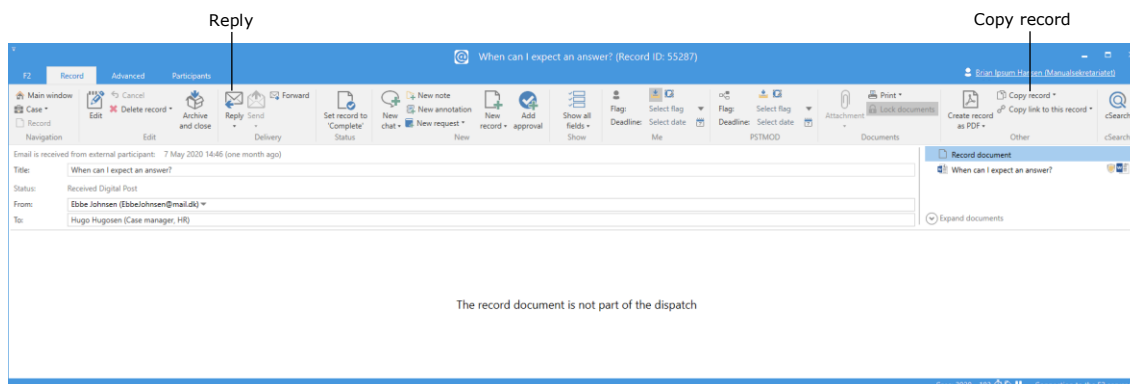 Reply
Copy record
When can I expect an answer? (Record ID: 55287)
F2 Record Advanced Participants
Brian Ipsum Hansen (Manualsekretariatet)
Main window
Case
Record
Navigation
Edit
Cancel
Delete record
Archive and close
Edit
Reply
Send
Forward
Delivery
Set record to 'Complete'
Status
New chat
New note
New annotation
New request
New record
Add approval
New
Show all fields
Show
Flag: Select flag
Deadline: Select date
Me
Flag: Select flag
Deadline: Select date
PSTMOD
Attachment
Print
Lock documents
Documents
Create record as PDF
Copy record
Copy link to this record
Other
cSearch
cSearch
Email is received from external participant: 7 May 2020 14:46 (one month ago)
Title: When can I expect an answer?
Status: Received Digital Post
From: Ebbe Johnsen (EbbeJohnsen@mail.dk)
To: Hugo Hugosen (Case manager, HR)
Record document
When can I expect an answer?
Expand documents
The record document is not part of the dispatch